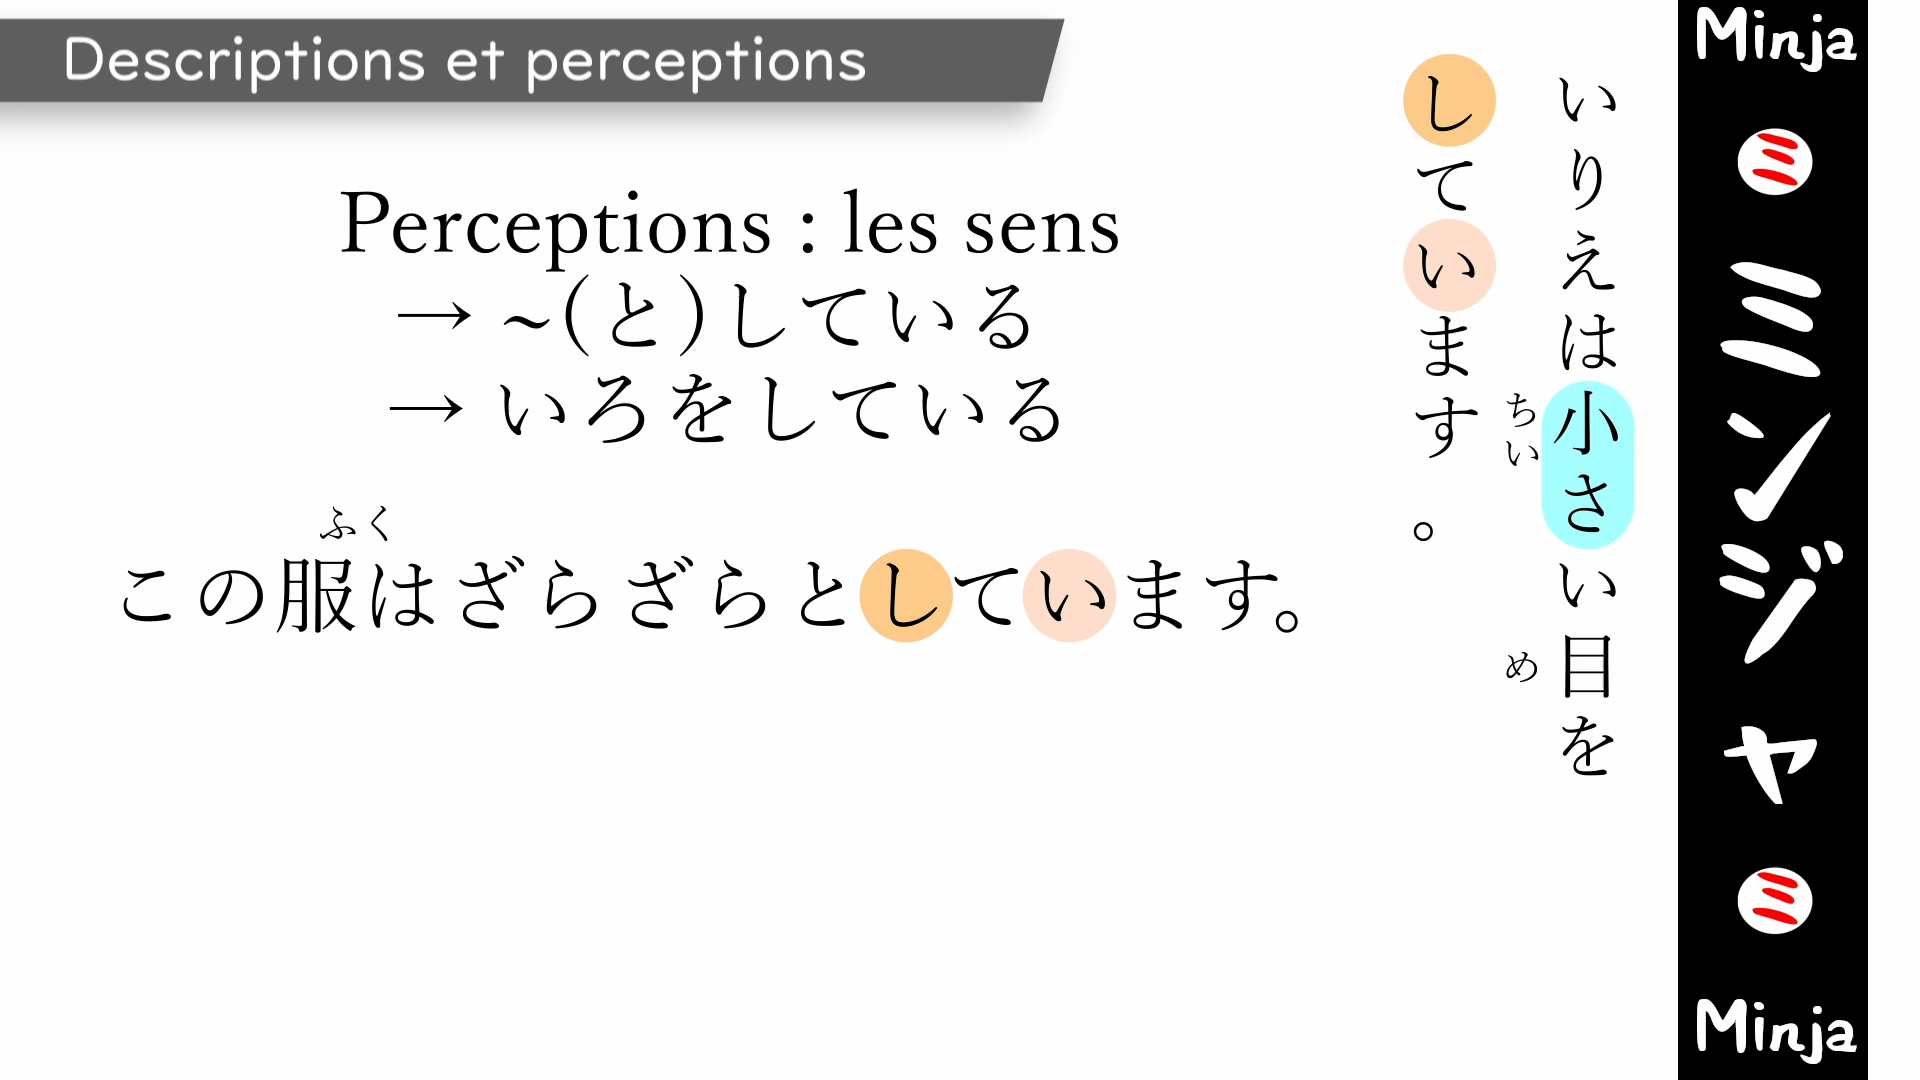 Descriptions et perceptions
Perceptions : les sens
→ ~(と)している
→ いろをしている
ふく
この服はざらざらとしています。
いりえは小さい目を
ちい
め
しています。
Minja
ミ
ミンジャ
ミ
Minja